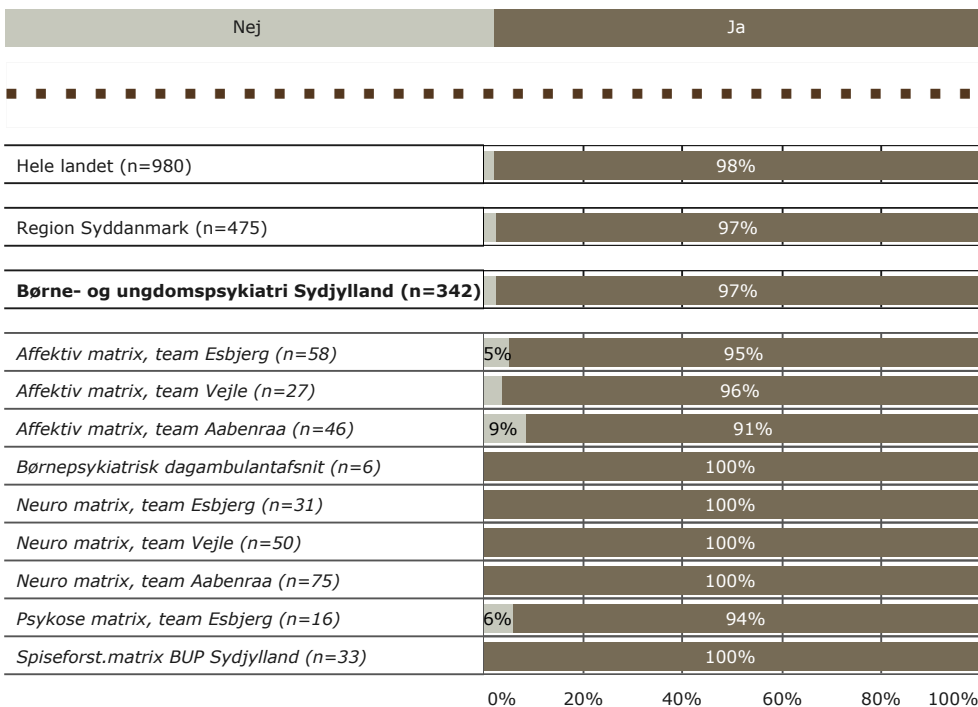 Nej Ja
Hele landet (n=980) 98%
Region Syddanmark (n=475) 97%
Børne- og ungdomspsykiatri Sydjylland (n=342) 97%
Affektiv matrix, team Esbjerg (n=58) 5% 95%
Affektiv matrix, team Vejle (n=27) 96%
Affektiv matrix, team Aabenraa (n=46) 9% 91%
Børnepsykiatrisk dagambulantafsnit (n=6) 100%
Neuro matrix, team Esbjerg (n=31) 100%
Neuro matrix, team Vejle (n=50) 100%
Neuro matrix, team Aabenraa (n=75) 100%
Psykose matrix, team Esbjerg (n=16) 6% 94%
Spiseforst.matrix BUP Sydjylland (n=33) 100%
0% 20% 40% 60% 80% 100%